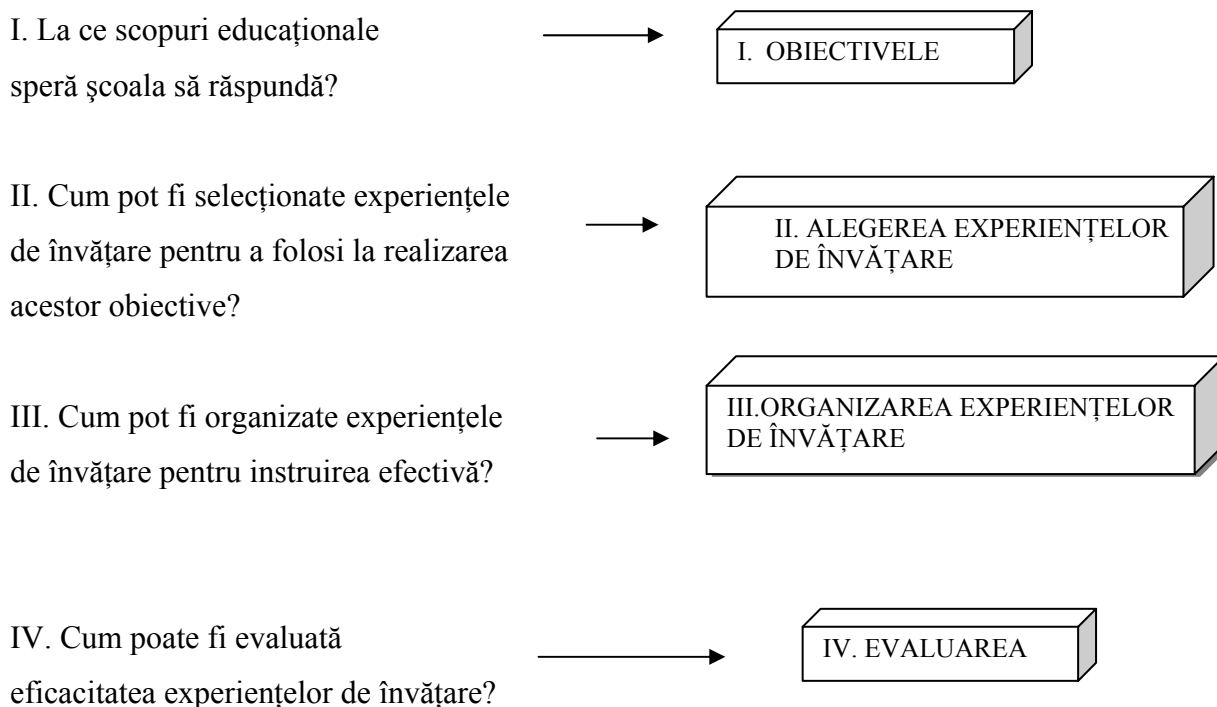 I. La ce scopuri educaționale
speră şcoala să răspundă?
I. OBIECTIVELE
II. Cum pot fi selecționate experiențele
de învățare pentru a folosi la realizarea
acestor obiective?
II. ALEGEREA EXPERIENȚELOR
DE ÎNVĂȚARE
III. Cum pot fi organizate experiențele
de învățare pentru instruirea efectivă?
III.ORGANIZAREA EXPERIENȚELOR
DE ÎNVĂȚARE
IV. Cum poate fi evaluată
eficacitatea experiențelor de învățare?
IV. EVALUAREA